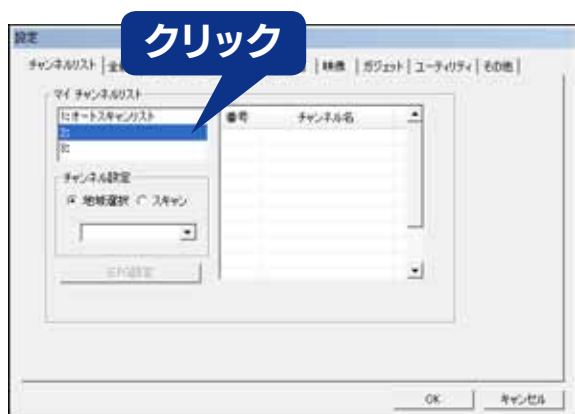 クリック
設定
チャンネルリスト
映像 ガジェット ユーティリティ その他
マイ チャンネルリスト
1:オートスキャンリスト
2:
3:
番号 チャンネル名
チャンネル設定
地域選択 スキャン
OK キャンセル